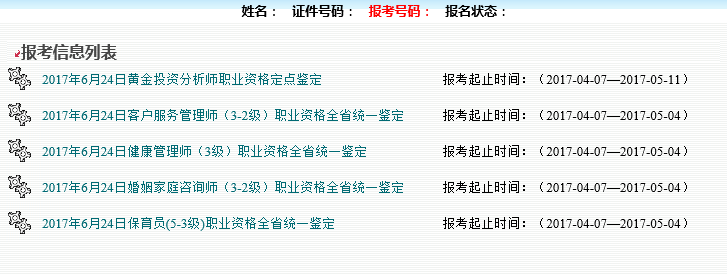 姓名： 证件号码： 报考号码： 报名状态：
报考信息列表
2017年6月24日黄金投资分析师职业资格定点鉴定 报考起止时间：（2017-04-07—2017-05-11）
2017年6月24日客户服务管理师（3-2级）职业资格全省统一鉴定 报考起止时间：（2017-04-07—2017-05-04）
2017年6月24日健康管理师（3级）职业资格全省统一鉴定 报考起止时间：（2017-04-07—2017-05-04）
2017年6月24日婚姻家庭咨询师（3-2级）职业资格全省统一鉴定 报考起止时间：（2017-04-07—2017-05-04）
2017年6月24日保育员(5-3级)职业资格全省统一鉴定 报考起止时间：（2017-04-07—2017-05-04）